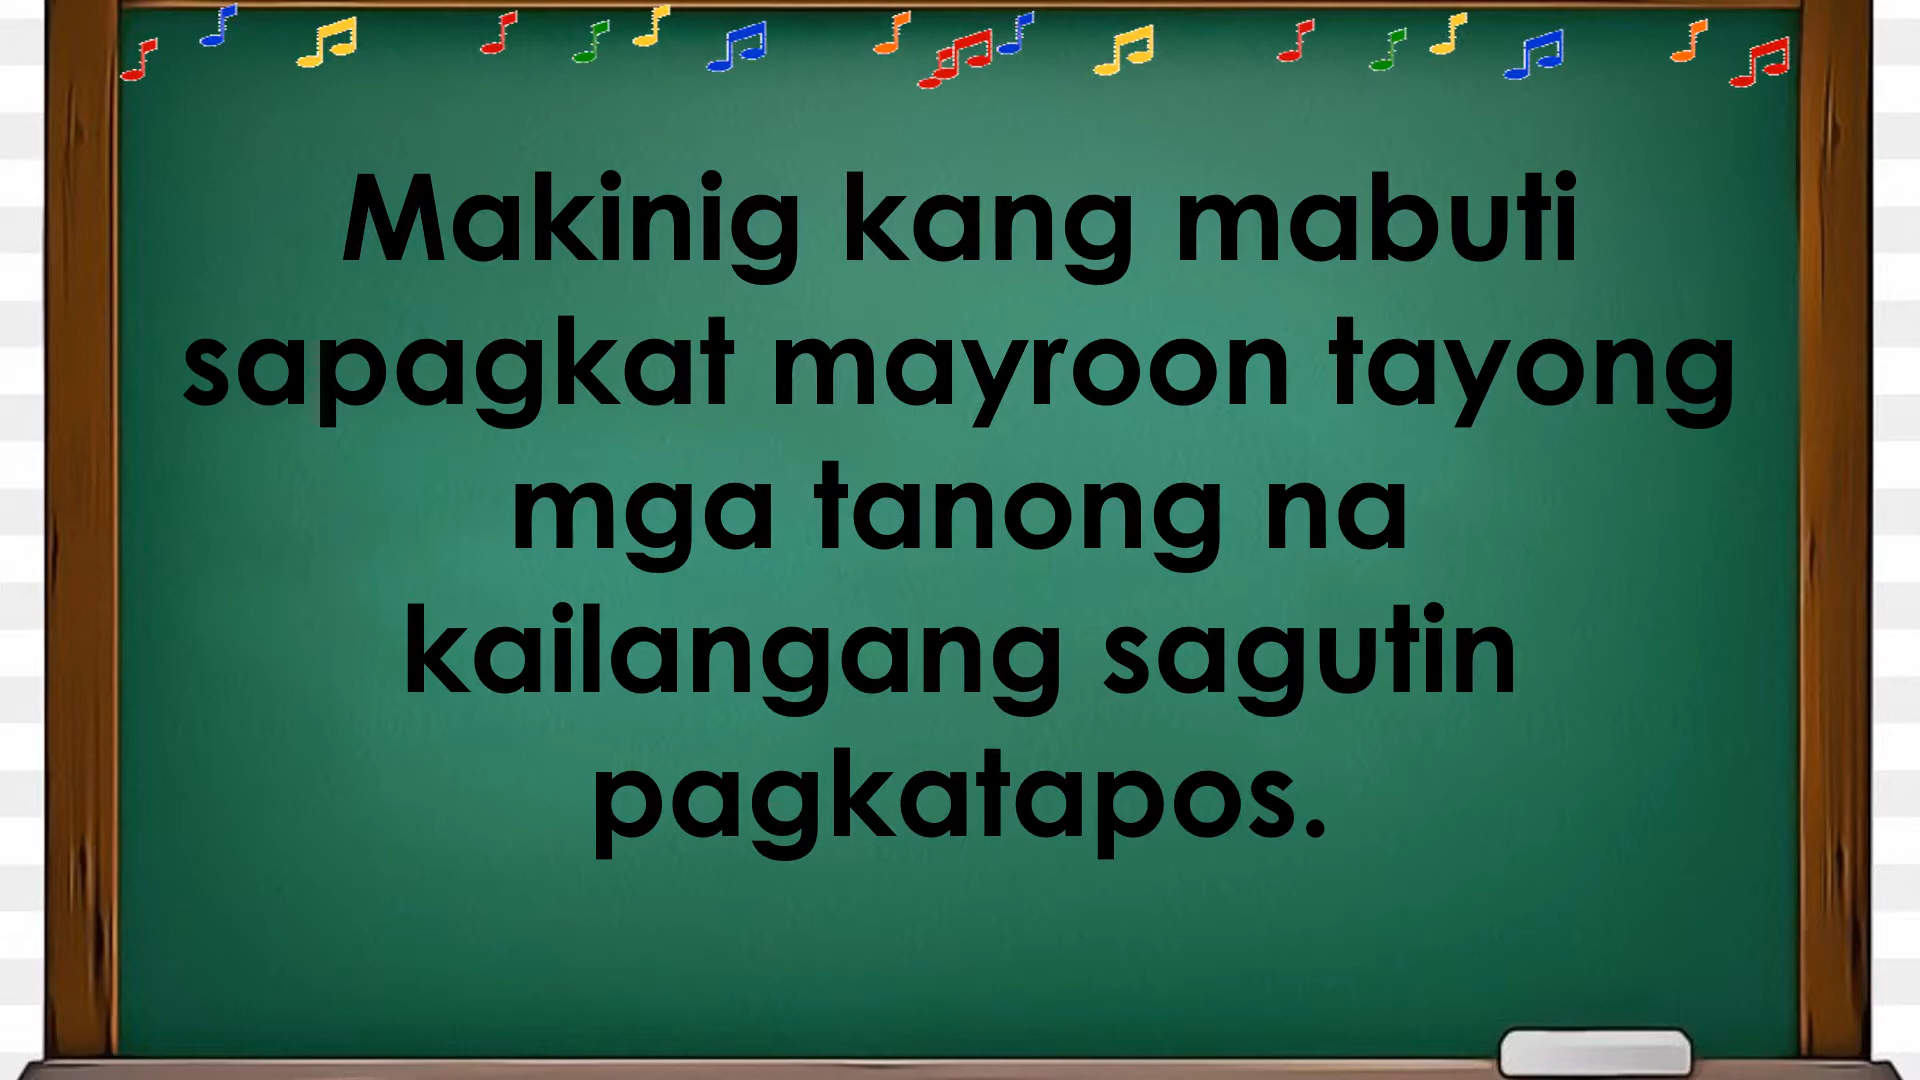 Makinig kang mabuti
sapagkat mayroon tayong
mga tanong na
kailangang sagutin
pagkatapos.